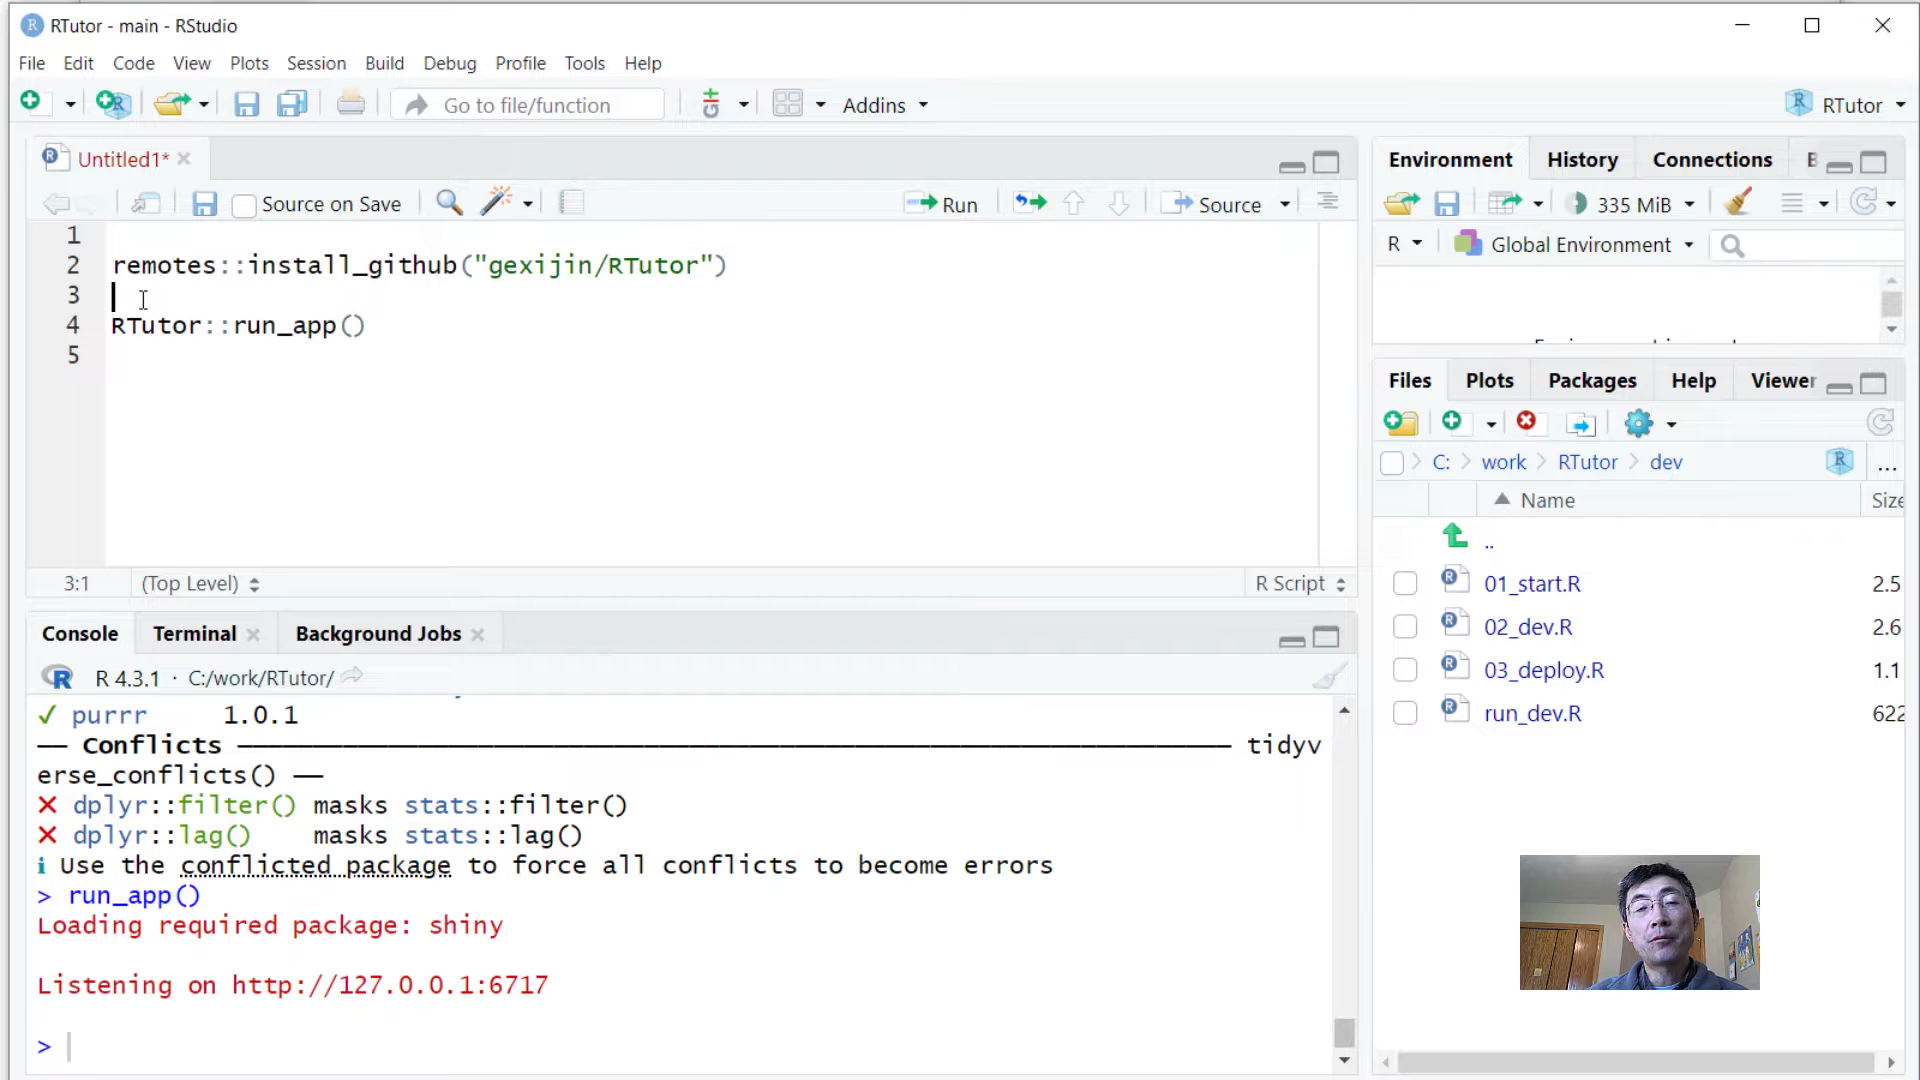 RTutor - main - RStudio
File Edit Code View Plots Session Build Debug Profile Tools Help
Go to file/function
Addins
RTutor
Untitled1*
Source on Save
Run
Source
1
2 remotes::install_github("gexijin/RTutor")
3
4 RTutor::run_app()
5
3:1 (Top Level) R Script
Console Terminal Background Jobs
R 4.3.1 · C:/work/RTutor/
✓ purrr 1.0.1
── Conflicts ── tidyv
erse_conflicts() ──
✕ dplyr::filter() masks stats::filter()
✕ dplyr::lag() masks stats::lag()
ℹ Use the conflicted package to force all conflicts to become errors
> run_app()
Loading required package: shiny
Listening on http://127.0.0.1:6717
>
Environment History Connections
335 MiB
R Global Environment
Files Plots Packages Help Viewer
C: work RTutor dev
...
Name Size
..
01_start.R 2.5
02_dev.R 2.6
03_deploy.R 1.1
run_dev.R 622